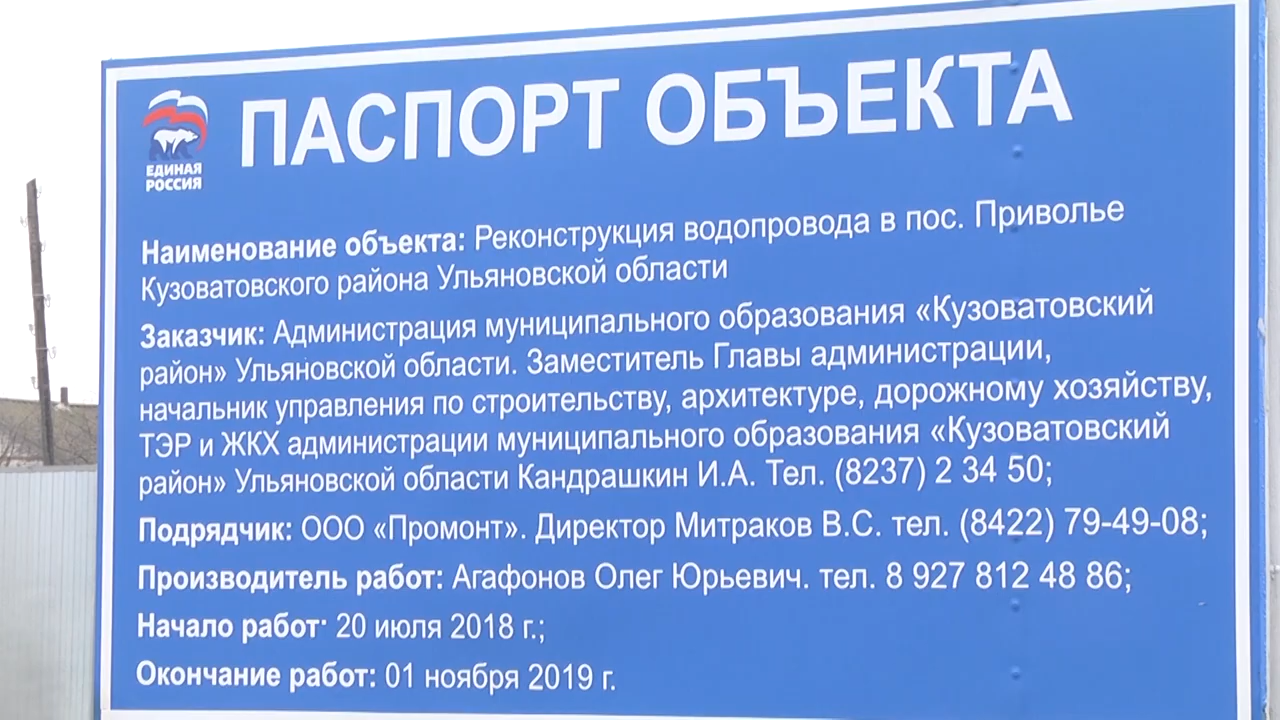 ПАСПОРТ ОБЪЕКТА
ЕДИНАЯ
РОССИЯ
Наименование объекта: Реконструкция водопровода в пос. Приволье
Кузоватовского района Ульяновской области
Заказчик: Администрация муниципального образования «Кузоватовский
район» Ульяновской области. Заместитель Главы администрации,
начальник управления по строительству, архитектуре, дорожному хозяйству,
ТЭР и ЖКХ администрации муниципального образования «Кузоватовский
район» Ульяновской области Кандрашкин И.А. Тел. (8237) 2 34 50;
Подрядчик: ООО «Промонт». Директор Митраков В.С. тел. (8422) 79-49-08;
Производитель работ: Агафонов Олег Юрьевич. тел. 8 927 812 48 86;
Начало работ: 20 июля 2018 г.;
Окончание работ: 01 ноября 2019 г.